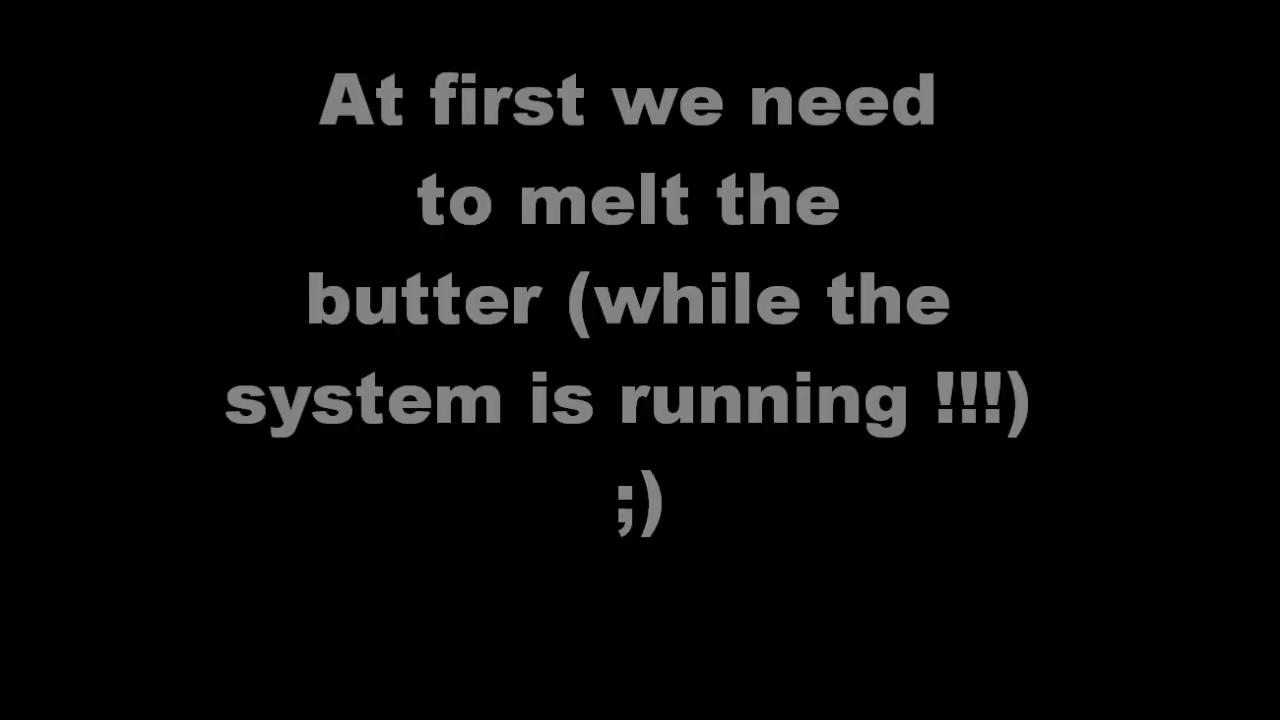 At first we need
to melt the
butter (while the
system is running !!!)
;)